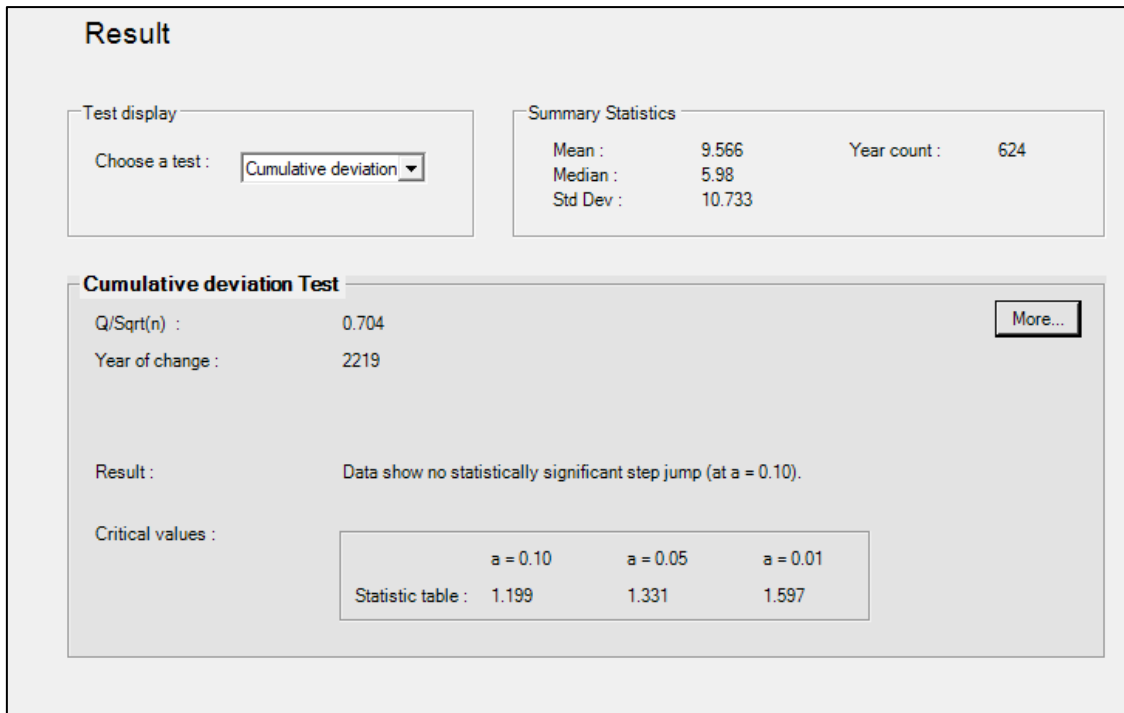 Result
Test display
Choose a test : Cumulative deviation
Summary Statistics
Mean : 9.566 Year count : 624
Median : 5.98
Std Dev : 10.733
Cumulative deviation Test
Q/Sqrt(n) : 0.704 More...
Year of change : 2219
Result : Data show no statistically significant step jump (at a = 0.10).
Critical values :
a = 0.10 a = 0.05 a = 0.01
Statistic table : 1.199 1.331 1.597